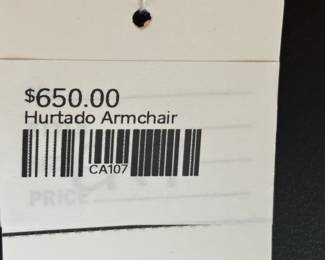 $650.00
Hurtado Armchair
CA107
PRICE